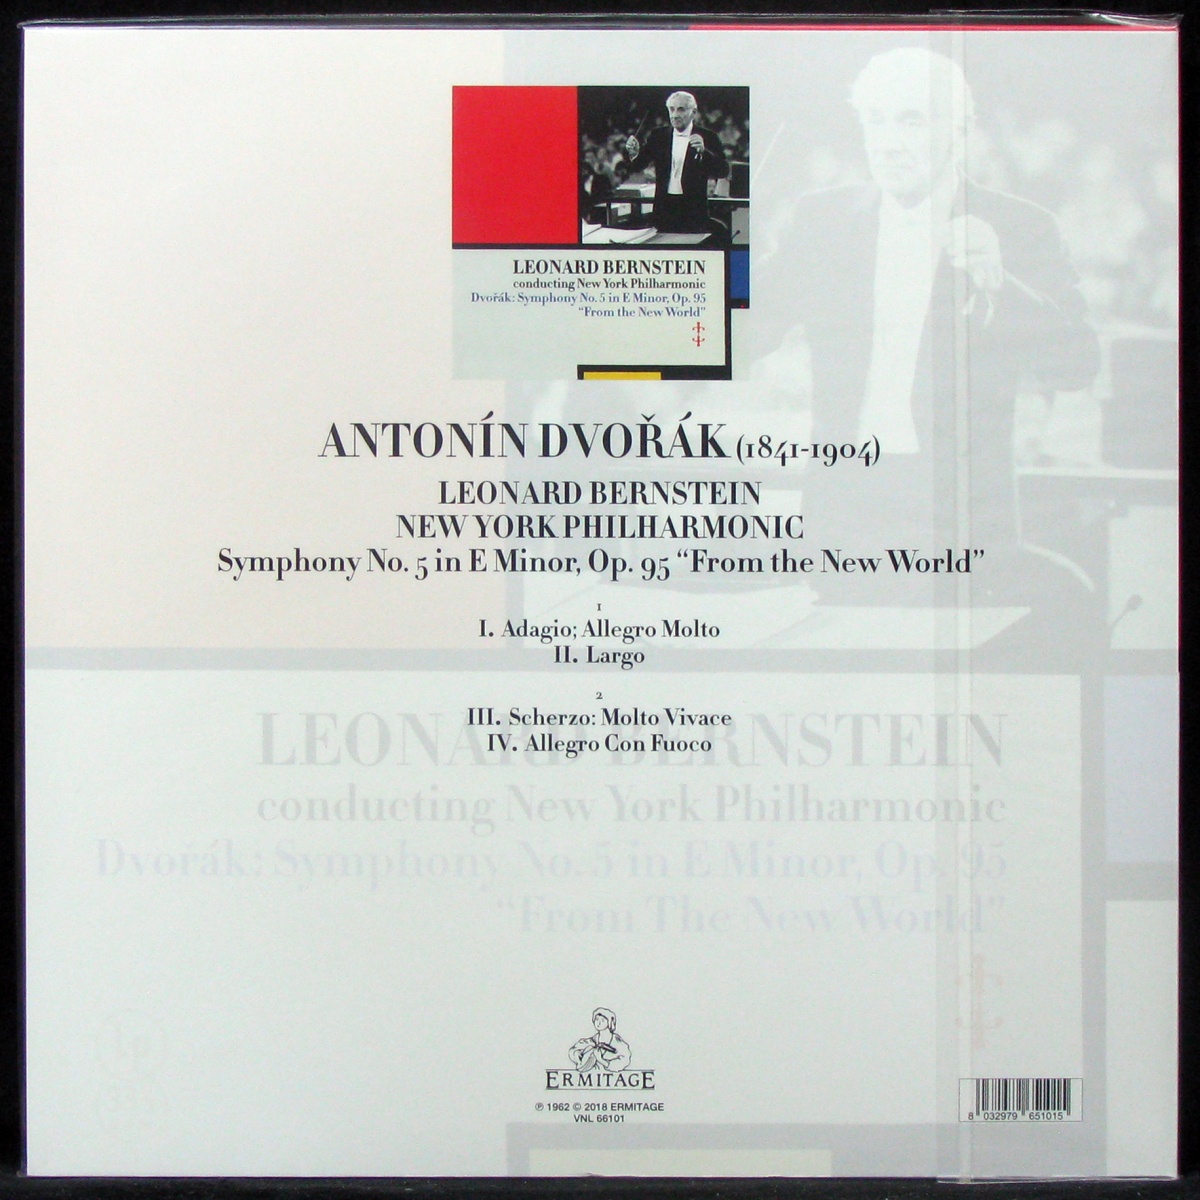 LEONARD BERNSTEIN
conducting New York Philharmonic
Dvořák: Symphony No. 5 in E Minor, Op. 95
“From the New World”
ANTONÍN DVOŘÁK (1841-1904)
LEONARD BERNSTEIN
NEW YORK PHILHARMONIC
Symphony No. 5 in E Minor, Op. 95 “From the New World”
1
I. Adagio; Allegro Molto
II. Largo
2
III. Scherzo: Molto Vivace
IV. Allegro Con Fuoco
LEONARD BERNSTEIN
conducting New York Philharmonic
Dvořák: Symphony No. 5 in E Minor, Op. 95
“From The New World”
ERMITAGE
℗ 1962 © 2018 ERMITAGE
VNL 66101
8 032979 651015